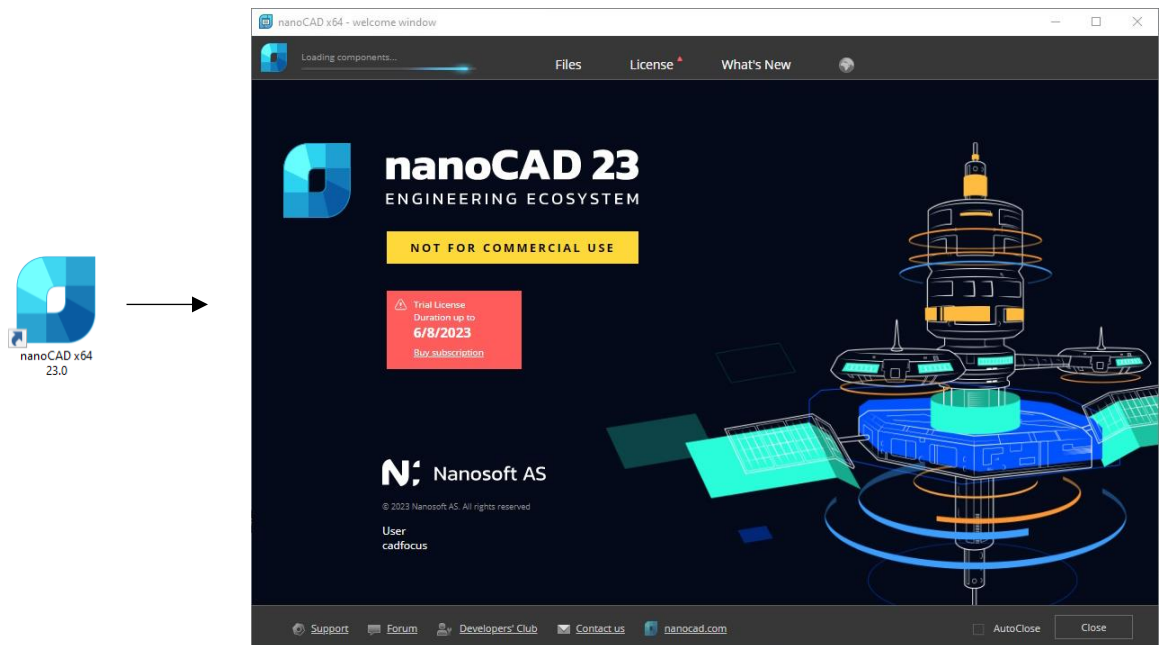 nanoCAD x64 - welcome window
Loading components...
Files
License
What's New
nanoCAD 23
ENGINEERING ECOSYSTEM
NOT FOR COMMERCIAL USE
Trial License
Duration up to
6/8/2023
Buy subscription
nanoCAD x64
23.0
Nanosoft AS
© 2023 Nanosoft AS. All rights reserved
User
cadfocus
Support
Forum
Developers' Club
Contact us
nanocad.com
AutoClose
Close